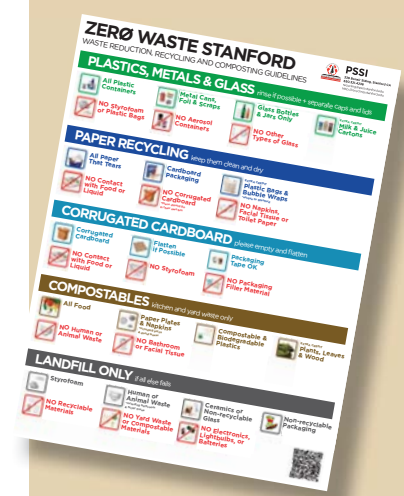 ZERØ WASTE STANFORD
WASTE REDUCTION, RECYCLING AND COMPOSTING GUIDELINES
PSSI
PLASTICS, METALS & GLASS rinse if possible + separate caps and lids
All Plastic
Containers
Metal Cans,
Foil & Scraps
Glass Bottles
& Jars Only
Milk & Juice
Cartons
NO Styrofoam
or Plastic Bags
NO Aerosol
Containers
NO Other
Types of Glass
PAPER RECYCLING keep them clean and dry
All Paper
That Tears
Cardboard
Packaging
Plastic Bags &
Bubble Wraps
NO Contact
with Food or
Liquid
NO Corrugated
Cardboard
NO Napkins,
Facial Tissue or
Toilet Paper
CORRUGATED CARDBOARD please empty and flatten
Corrugated
Cardboard
Flatten
if Possible
Packaging
Tape OK
NO Contact
with Food or
Liquid
NO Styrofoam
NO Packaging
Filler Material
COMPOSTABLES kitchen and yard waste only
All Food
Paper Plates
& Napkins
Compostable &
Biodegradable
Plastics
Plants, Leaves
& Wood
NO Human or
Animal Waste
NO Bathroom
or Facial Tissue
LANDFILL ONLY if all else fails
Styrofoam
Human or
Animal Waste
Ceramics or
Non-recyclable
Glass
Non-recyclable
Packaging
NO Recyclable
Materials
NO Yard Waste
or Compostable
Materials
NO Electronics,
Lightbulbs, or
Batteries